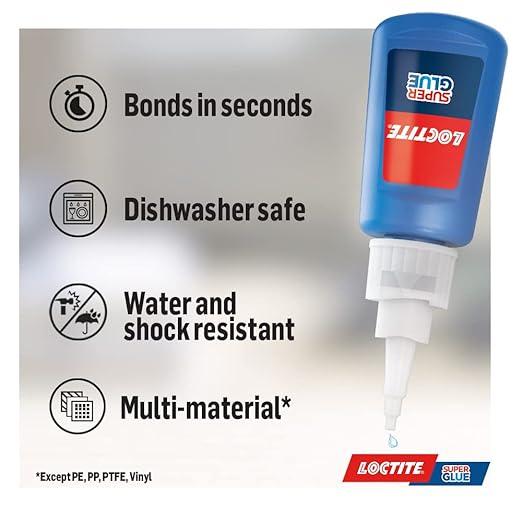 Bonds in seconds
Dishwasher safe
Water and
shock resistant
Multi-material*
*Except PE, PP, PTFE, Vinyl
SUPER
GLUE
LOCTITE®
LOCTITE®
SUPER
GLUE